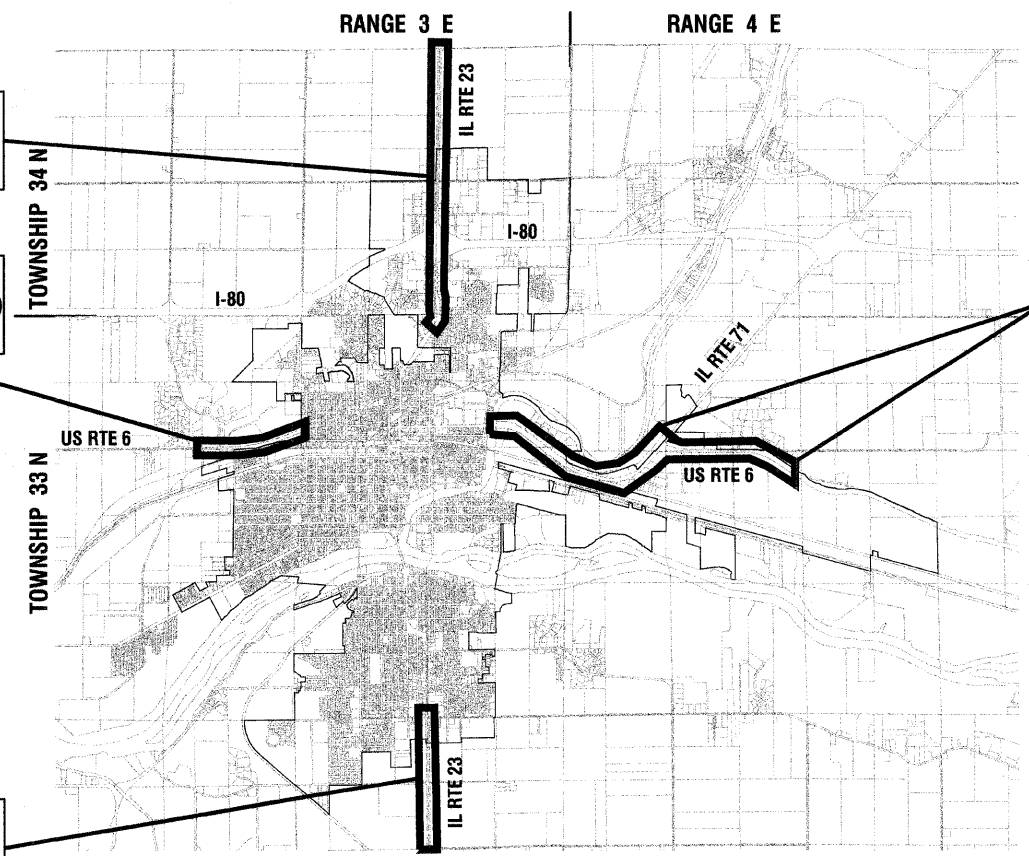 RANGE 3 E
RANGE 4 E
IL RTE 23
TOWNSHIP 34 N
I-80
I-80
IL RTE 71
US RTE 6
US RTE 6
TOWNSHIP 33 N
IL RTE 23